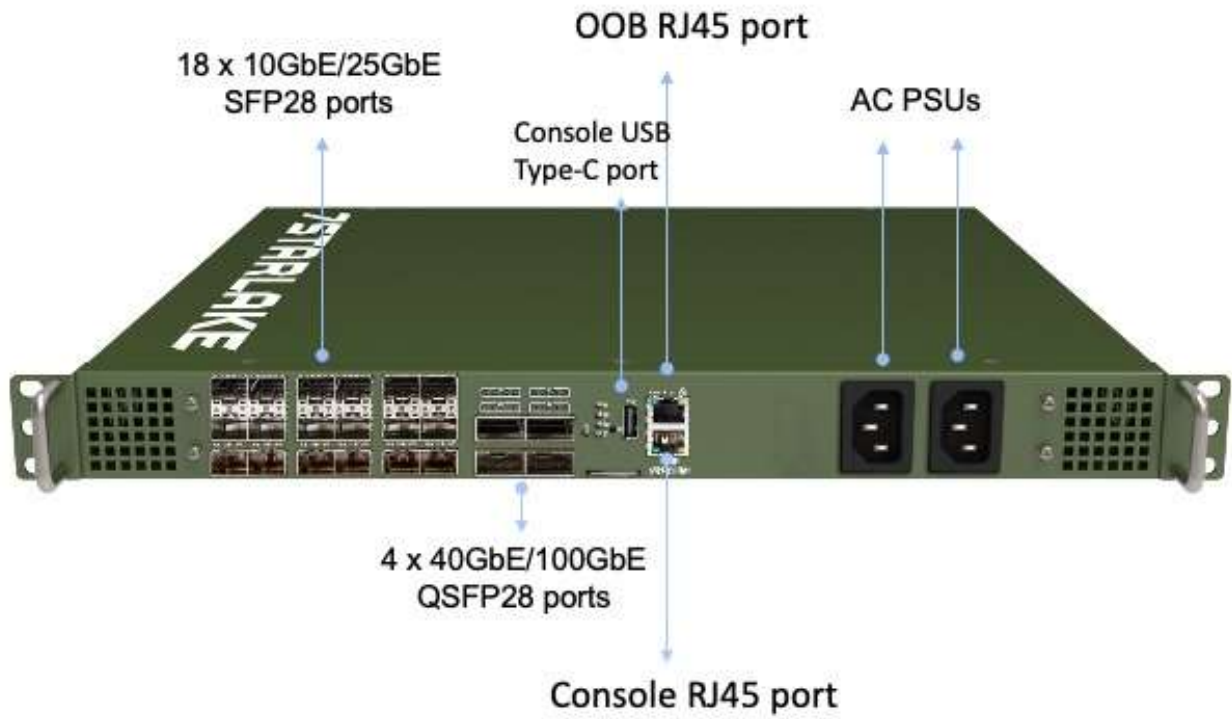 OOB RJ45 port
18 x 10GbE/25GbE
SFP28 ports
AC PSUs
Console USB
Type-C port
7STARLAKE
4 x 40GbE/100GbE
QSFP28 ports
Console RJ45 port